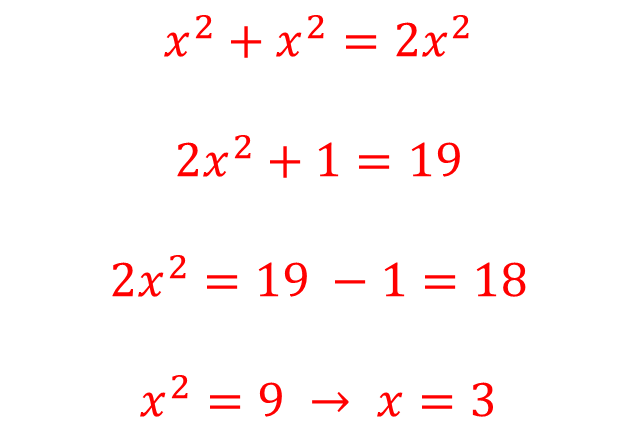 x² + x² = 2x²
2x² + 1 = 19
2x² = 19 − 1 = 18
x² = 9 → x = 3